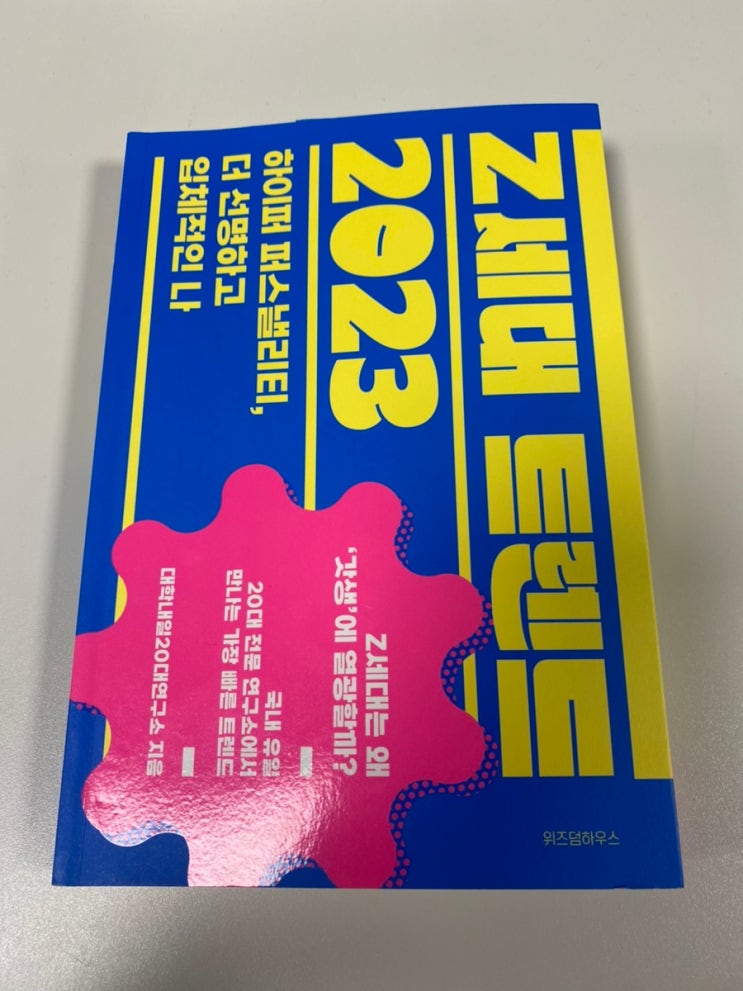 Z세대 트렌드
2023
하이퍼 퍼스낼리티,
더 선명하고
입체적인 나
Z세대는 왜
'갓생'에 열광할까?
국내 유일
20대 전문 연구소에서
만나는 가장 빠른 트렌드
대학내일20대연구소 지음
위즈덤하우스